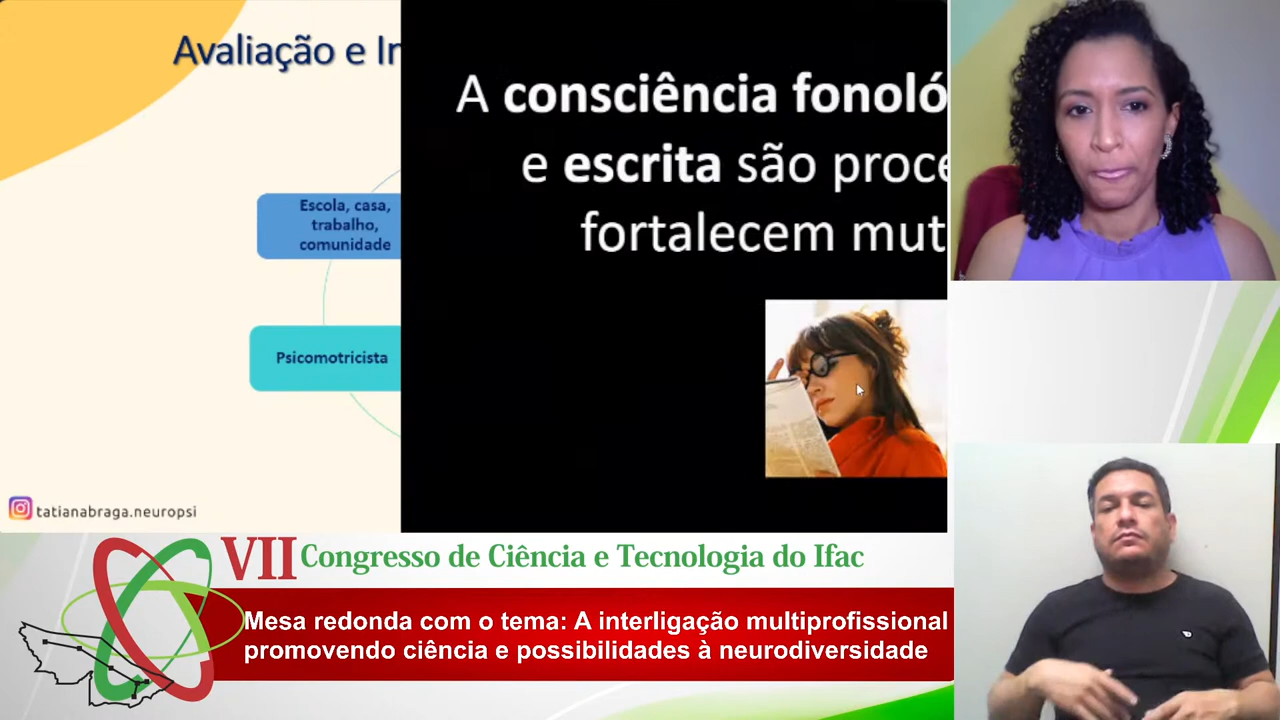 Avaliação e In
Escola, casa,
trabalho,
comunidade
Psicomotricista
tatianabraga.neuropsi
A consciência fonoló
e escrita são proce
fortalecem mut
VII Congresso de Ciência e Tecnologia do Ifac
Mesa redonda com o tema: A interligação multiprofissional
promovendo ciência e possibilidades à neurodiversidade